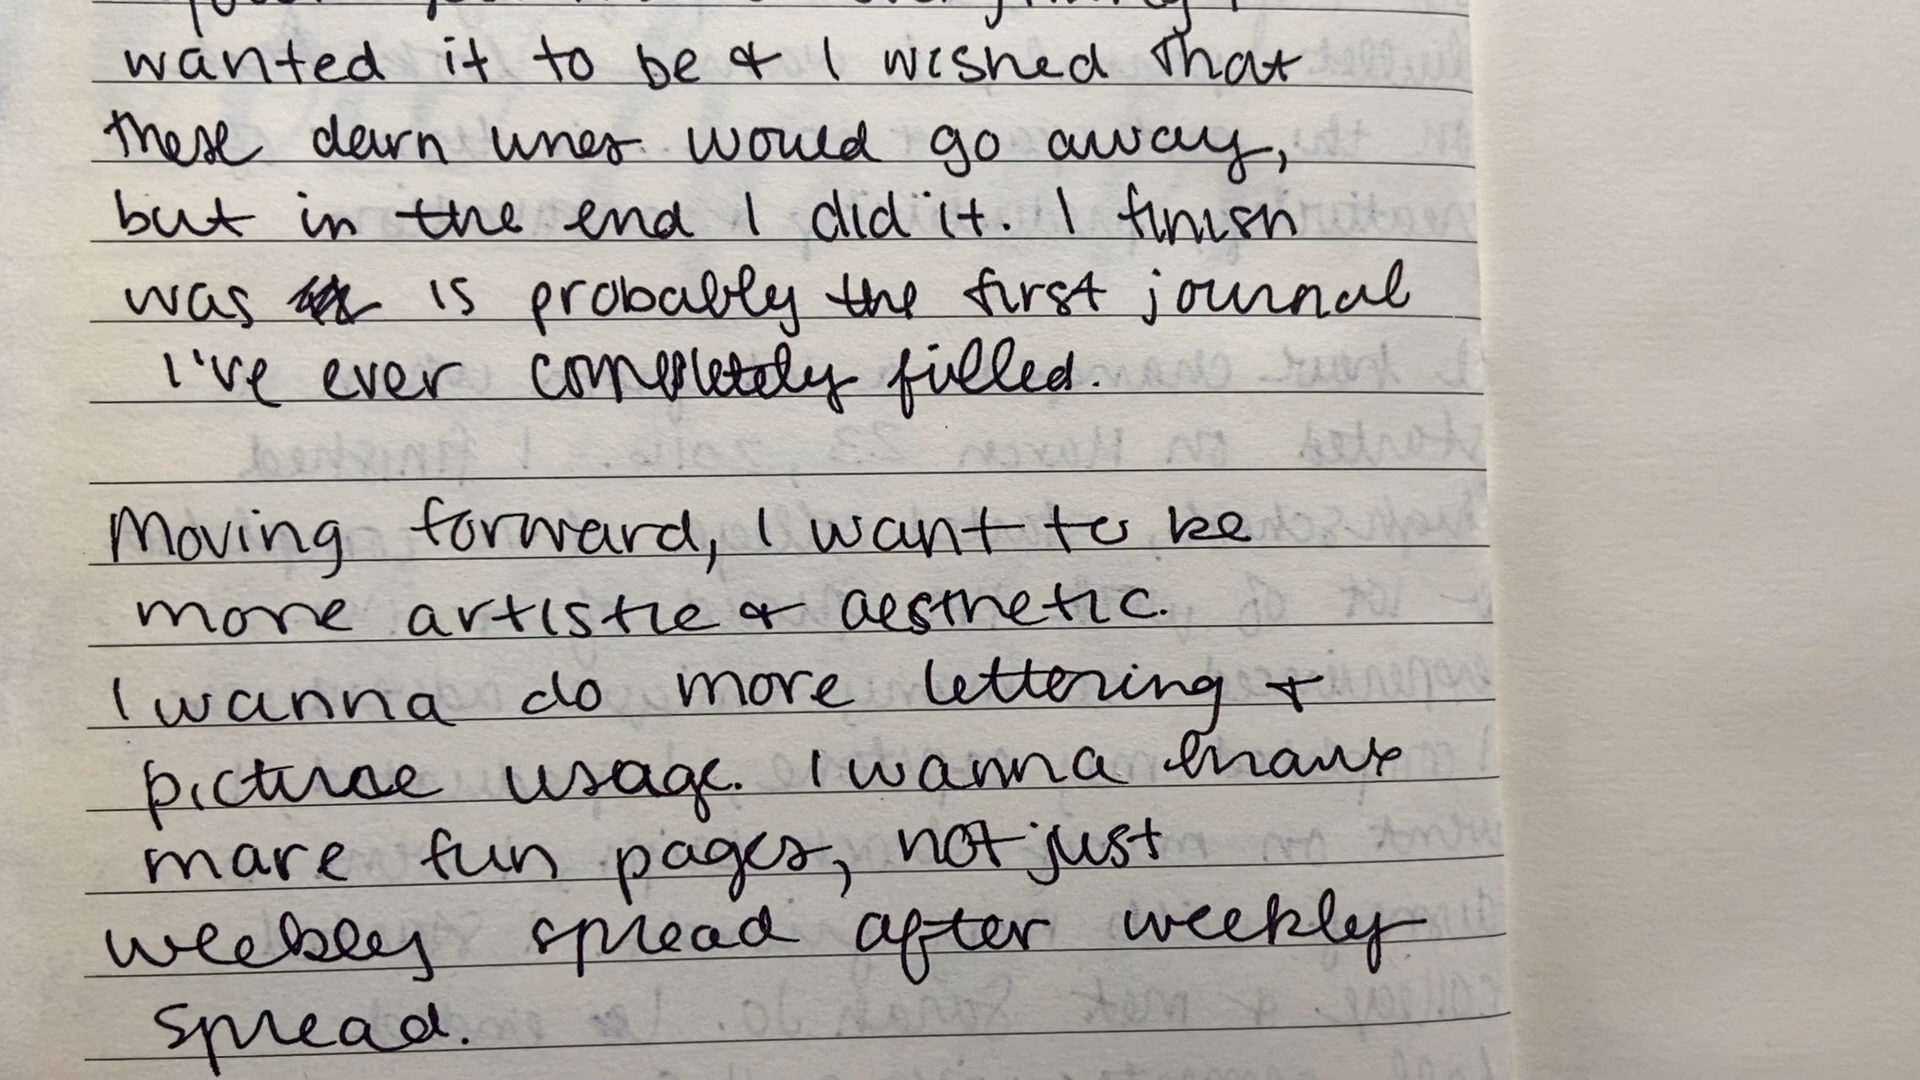 wanted it to be & I wished that
these darn lines would go away,
but in the end I did it. I finish
was is probably the first journal
I've ever completely filled.
Moving forward, I want to be
more artistic & aesthetic.
I wanna do more lettering +
picture usage. I wanna
more fun pages, not just
weekly spread after weekly
spread.